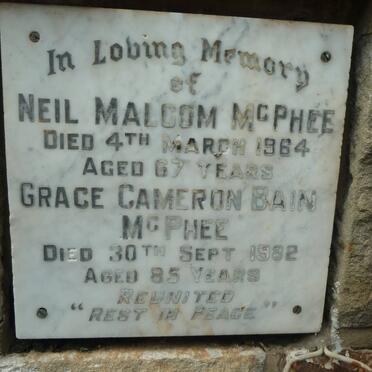 In Loving Memory
of
NEIL MALCOM MCPHEE
DIED 4TH MARCH 1964
AGED 67 YEARS
GRACE CAMERON BAIN
MCPHEE
DIED 30TH SEPT 1982
AGED 85 YEARS
REUNITED
"REST IN PEACE"